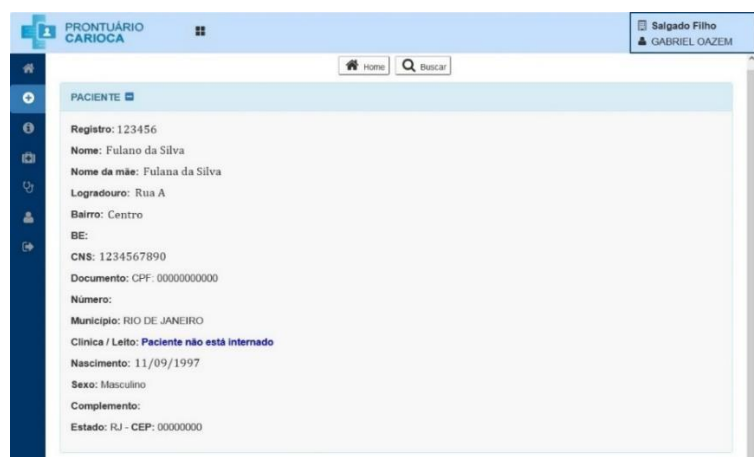 PRONTUÁRIO
CARIOCA
Salgado Filho
GABRIEL OAZEM
Home Buscar
PACIENTE
Registro: 123456
Nome: Fulano da Silva
Nome da mãe: Fulana da Silva
Logradouro: Rua A
Bairro: Centro
BE:
CNS: 1234567890
Documento: CPF: 00000000000
Número:
Município: RIO DE JANEIRO
Clínica / Leito: Paciente não está internado
Nascimento: 11/09/1997
Sexo: Masculino
Complemento:
Estado: RJ - CEP: 00000000